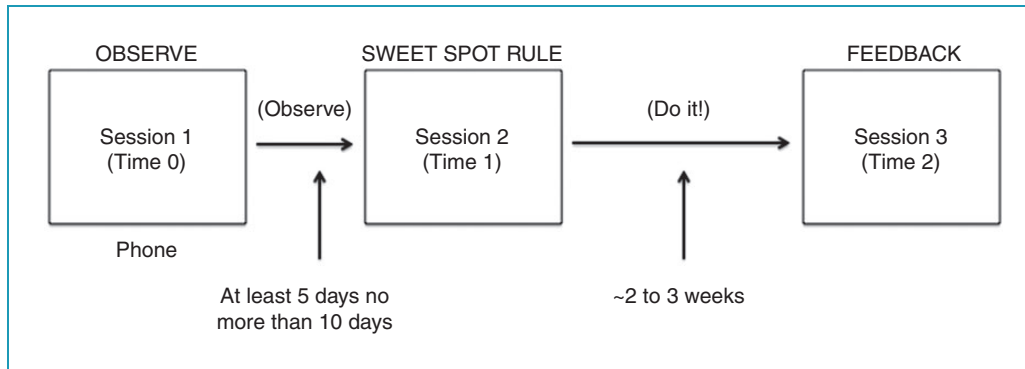 OBSERVE
SWEET SPOT RULE
FEEDBACK
Session 1
(Time 0)
(Observe)
Session 2
(Time 1)
(Do it!)
Session 3
(Time 2)
Phone
At least 5 days no
more than 10 days
~2 to 3 weeks